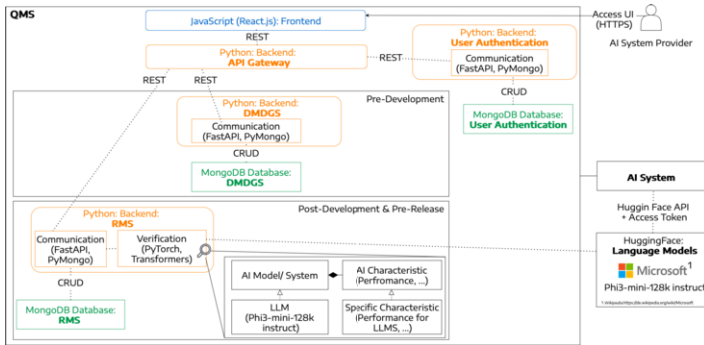 QMS
JavaScript (React.js): Frontend
Access UI
(HTTPS)
AI System Provider
REST
Python: Backend:
API Gateway
REST
Python: Backend:
User Authentication
Communication
(FastAPI, PyMongo)
CRUD
MongoDB Database:
User Authentication
REST
REST
Pre-Development
Python: Backend:
DMDGS
Communication
(FastAPI, PyMongo)
CRUD
MongoDB Database:
DMDGS
Post-Development & Pre-Release
Python: Backend:
RMS
Communication
(FastAPI,
PyMongo)
Verification
(PyTorch,
Transformers)
CRUD
MongoDB Database:
RMS
AI Model/ System
AI Characteristic
(Perfromance, ...)
LLM
(Phi3-mini-128k
instruct)
Specific Characteristic
(Performance for
LLMS, ...)
AI System
Huggin Face API
+ Access Token
HuggingFace:
Language Models
Microsoft1
Phi3-mini-128k instruct